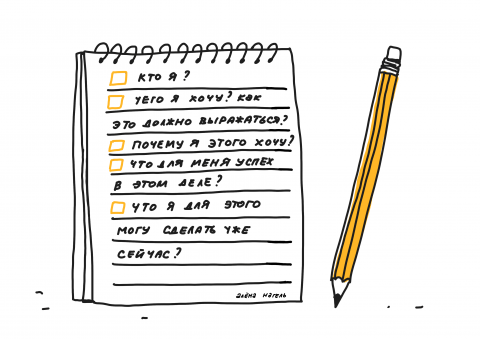 КТО Я?
ЧЕГО Я ХОЧУ? КАК
ЭТО ДОЛЖНО ВЫРАЖАТЬСЯ?
ПОЧЕМУ Я ЭТОГО ХОЧУ?
ЧТО ДЛЯ МЕНЯ УСПЕХ
В ЭТОМ ДЕЛЕ?
ЧТО Я ДЛЯ ЭТОГО
МОГУ СДЕЛАТЬ УЖЕ
СЕЙЧАС?
АЛЁНА НАГЕЛЬ